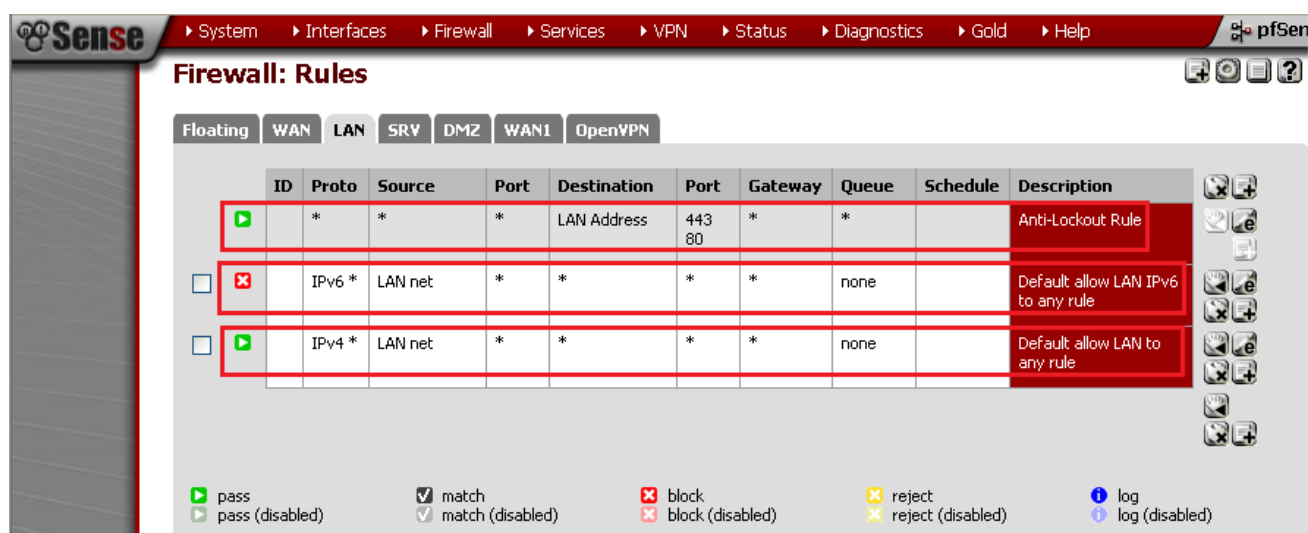 Sense System Interfaces Firewall Services VPN Status Diagnostics Gold Help pfSen
Firewall: Rules
Floating WAN LAN SRV DMZ WAN1 OpenVPN
ID Proto Source Port Destination Port Gateway Queue Schedule Description
* * * LAN Address 443 * * Anti-Lockout Rule
80
IPv6 * LAN net * * * * none Default allow LAN IPv6
to any rule
IPv4 * LAN net * * * * none Default allow LAN to
any rule
pass match block reject log
pass (disabled) match (disabled) block (disabled) reject (disabled) log (disabled)